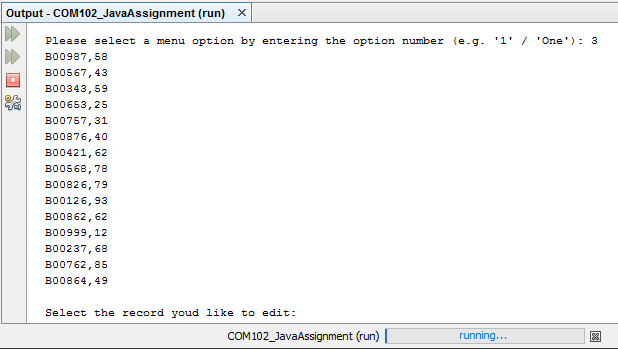 Output - COM102_JavaAssignment (run) ×
Please select a menu option by entering the option number (e.g. '1' / 'One'): 3
B00987,58
B00567,43
B00343,59
B00653,25
B00757,31
B00876,40
B00421,62
B00568,78
B00826,79
B00126,93
B00862,62
B00999,12
B00237,68
B00762,85
B00864,49
Select the record youd like to edit:
COM102_JavaAssignment (run) running...